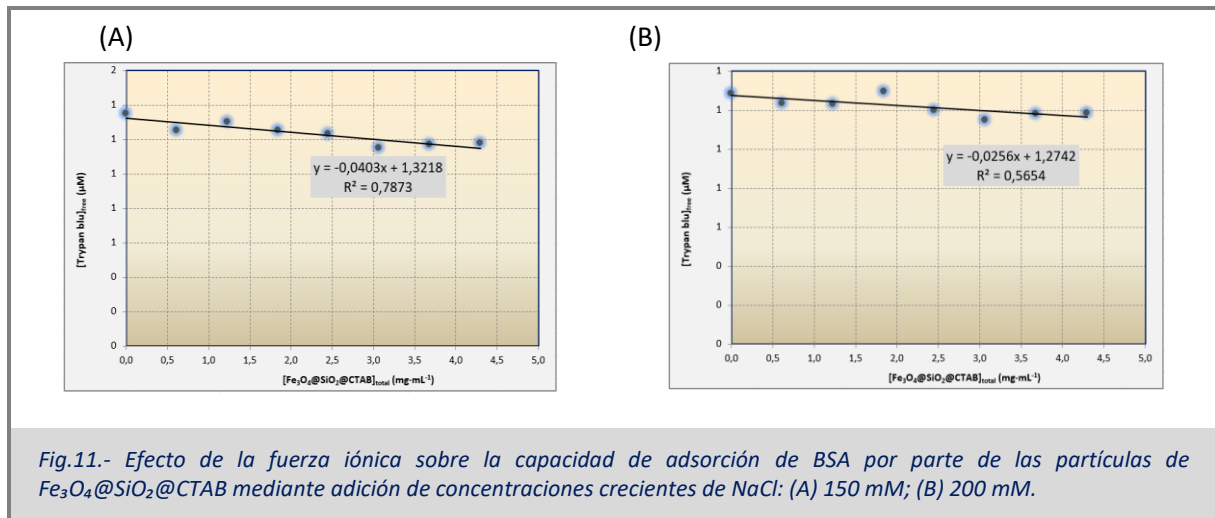 (A)
(B)
2
1
1
1
1
1
0
0
0
y = -0,0403x + 1,3218
R² = 0,7873
[Trypan blu]free (µM)
0,0 0,5 1,0 1,5 2,0 2,5 3,0 3,5 4,0 4,5 5,0
[Fe₃O₄@SiO₂@CTAB]total (mg·mL⁻¹)
1
1
1
1
1
0
0
0
y = -0,0256x + 1,2742
R² = 0,5654
[Trypan blu]free (µM)
0,0 0,5 1,0 1,5 2,0 2,5 3,0 3,5 4,0 4,5 5,0
[Fe₃O₄@SiO₂@CTAB]total (mg·mL⁻¹)
Fig.11.- Efecto de la fuerza iónica sobre la capacidad de adsorción de BSA por parte de las partículas de
Fe₃O₄@SiO₂@CTAB mediante adición de concentraciones crecientes de NaCl: (A) 150 mM; (B) 200 mM.